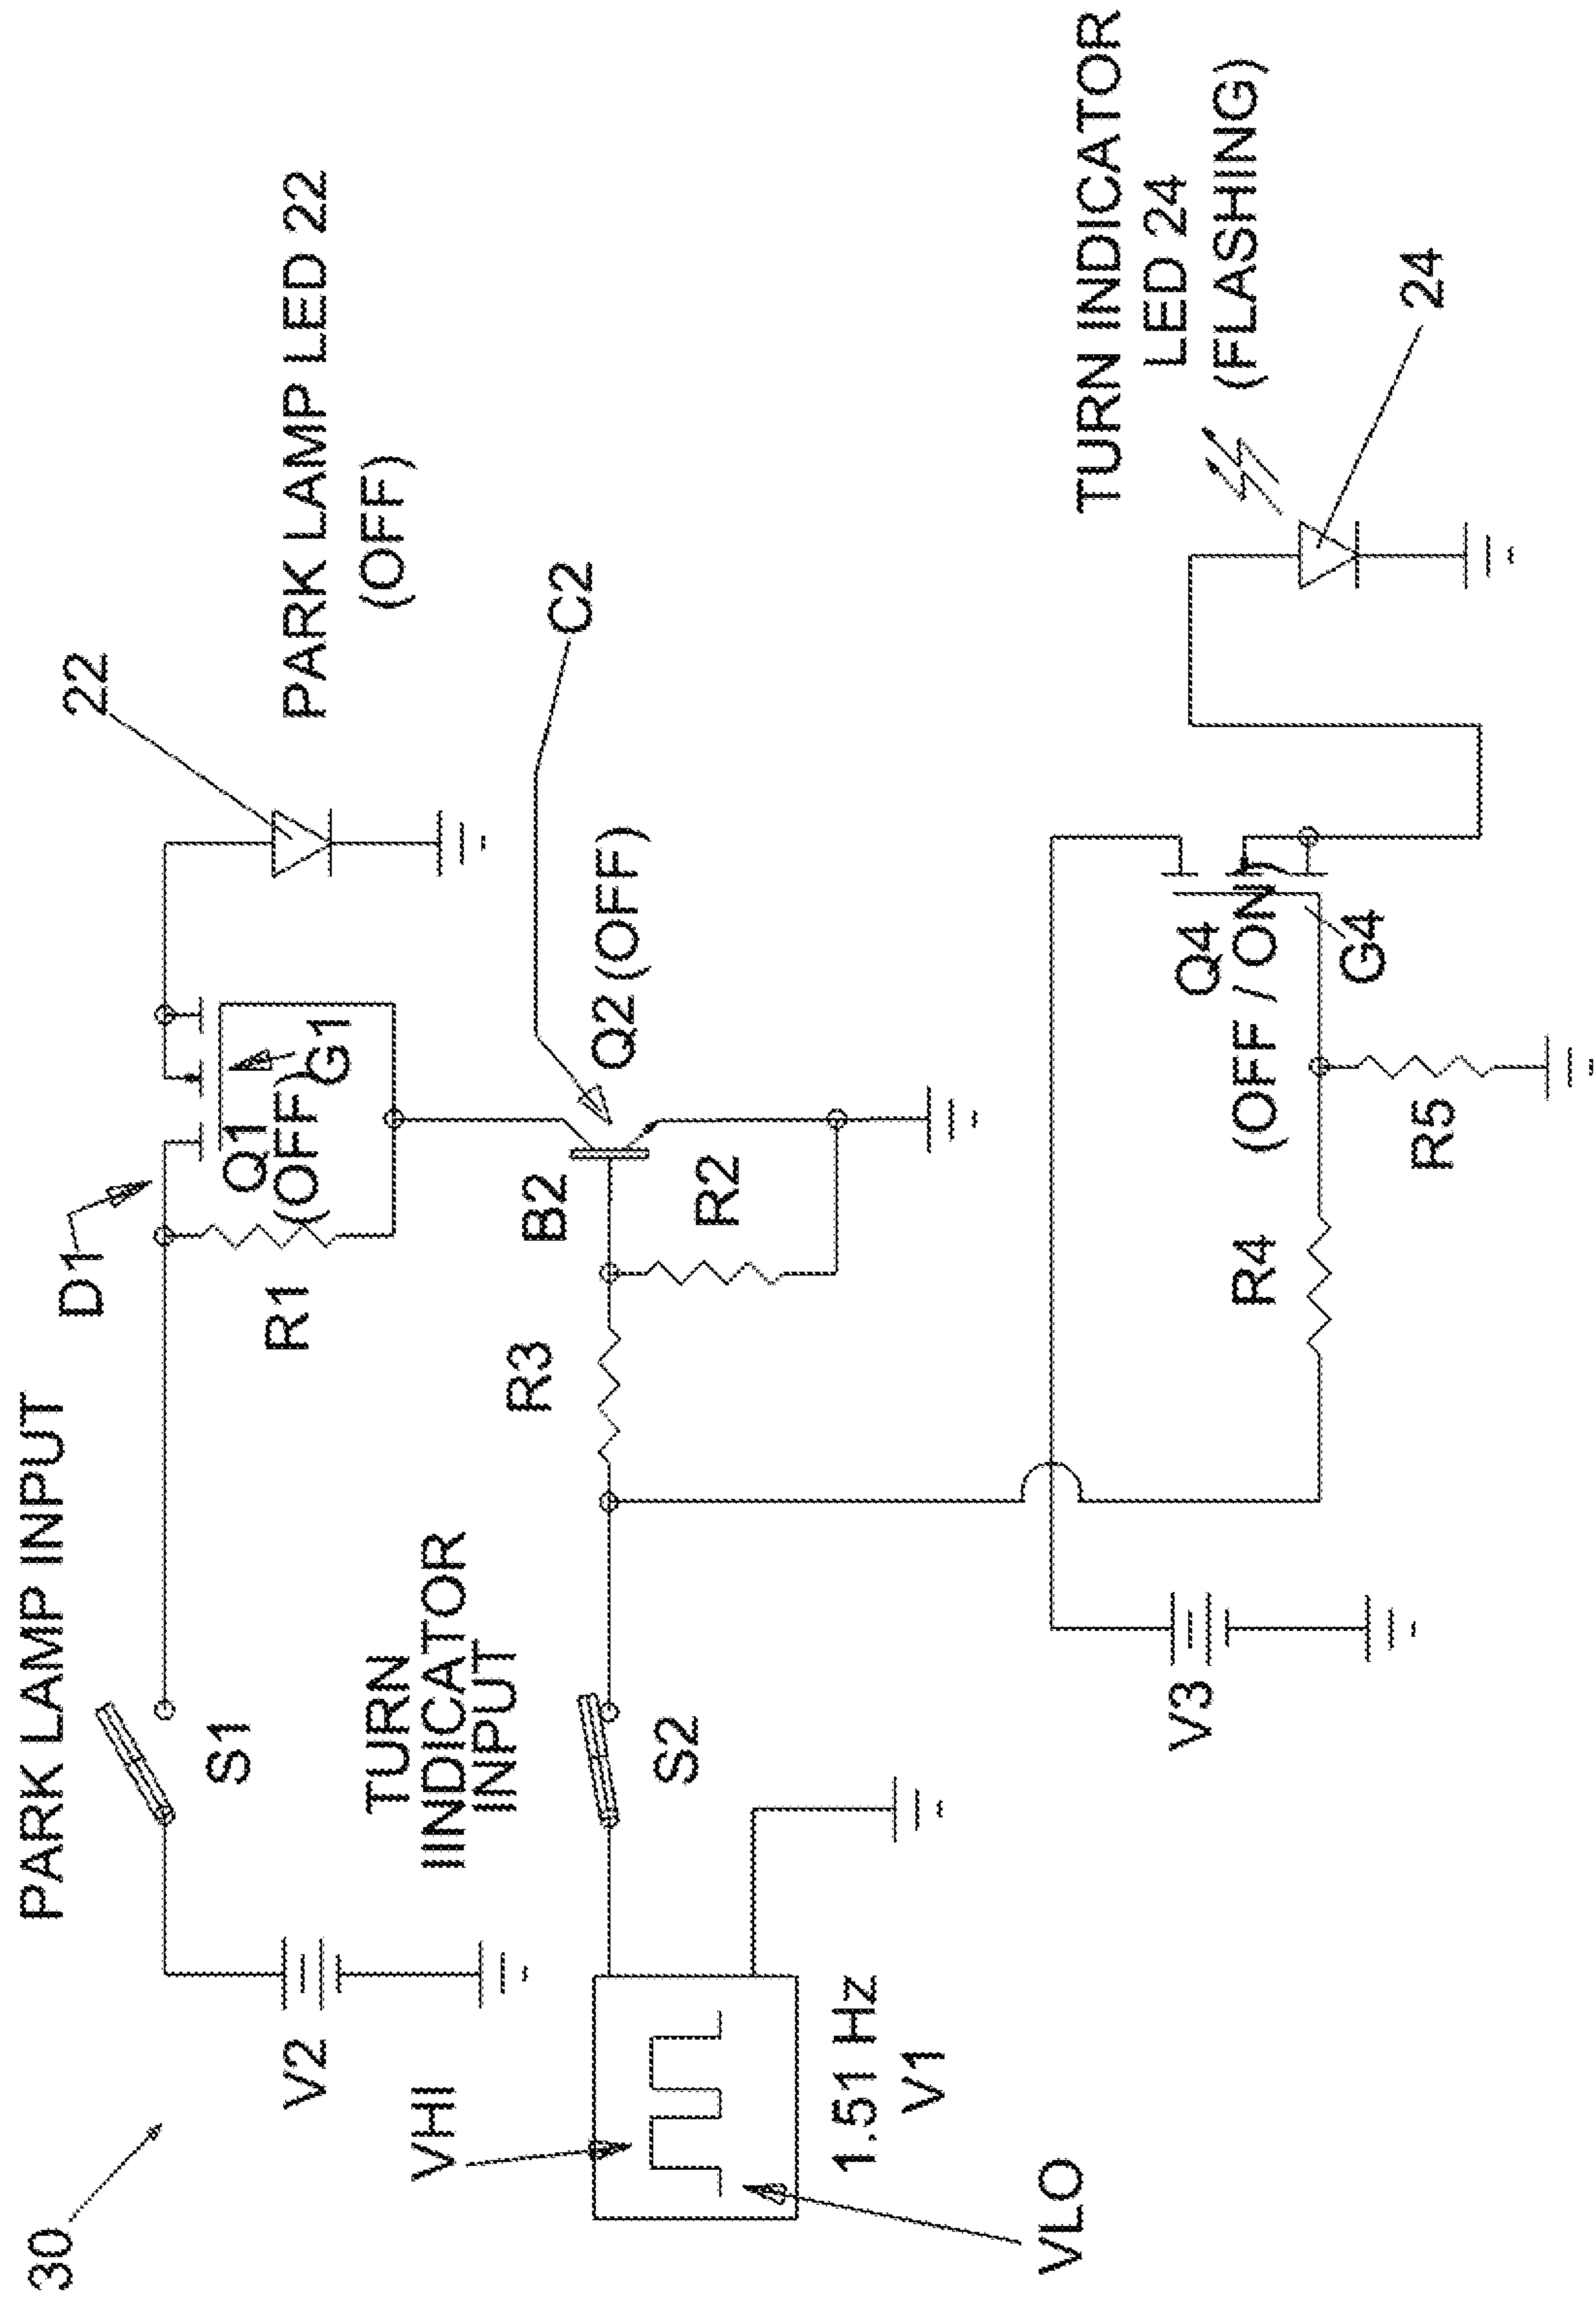 30
PARK LAMP INPUT
D1
22
V2
S1
R1
Q1
(OFF)
G1
PARK LAMP LED 22
(OFF)
VHI
TURN
IINDICATOR
INPUT
R3
B2
C2
Q2 (OFF)
S2
R2
1.51 Hz
V1
VLO
V3
R4
Q4
(OFF / ON)
G4
R5
TURN INDICATOR
LED 24
(FLASHING)
24